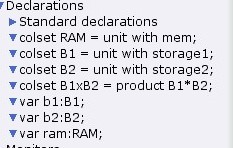 Declarations
Standard declarations
colset RAM = unit with mem;
colset B1 = unit with storage1;
colset B2 = unit with storage2;
colset B1xB2 = product B1*B2;
var b1:B1;
var b2:B2;
var ram:RAM;